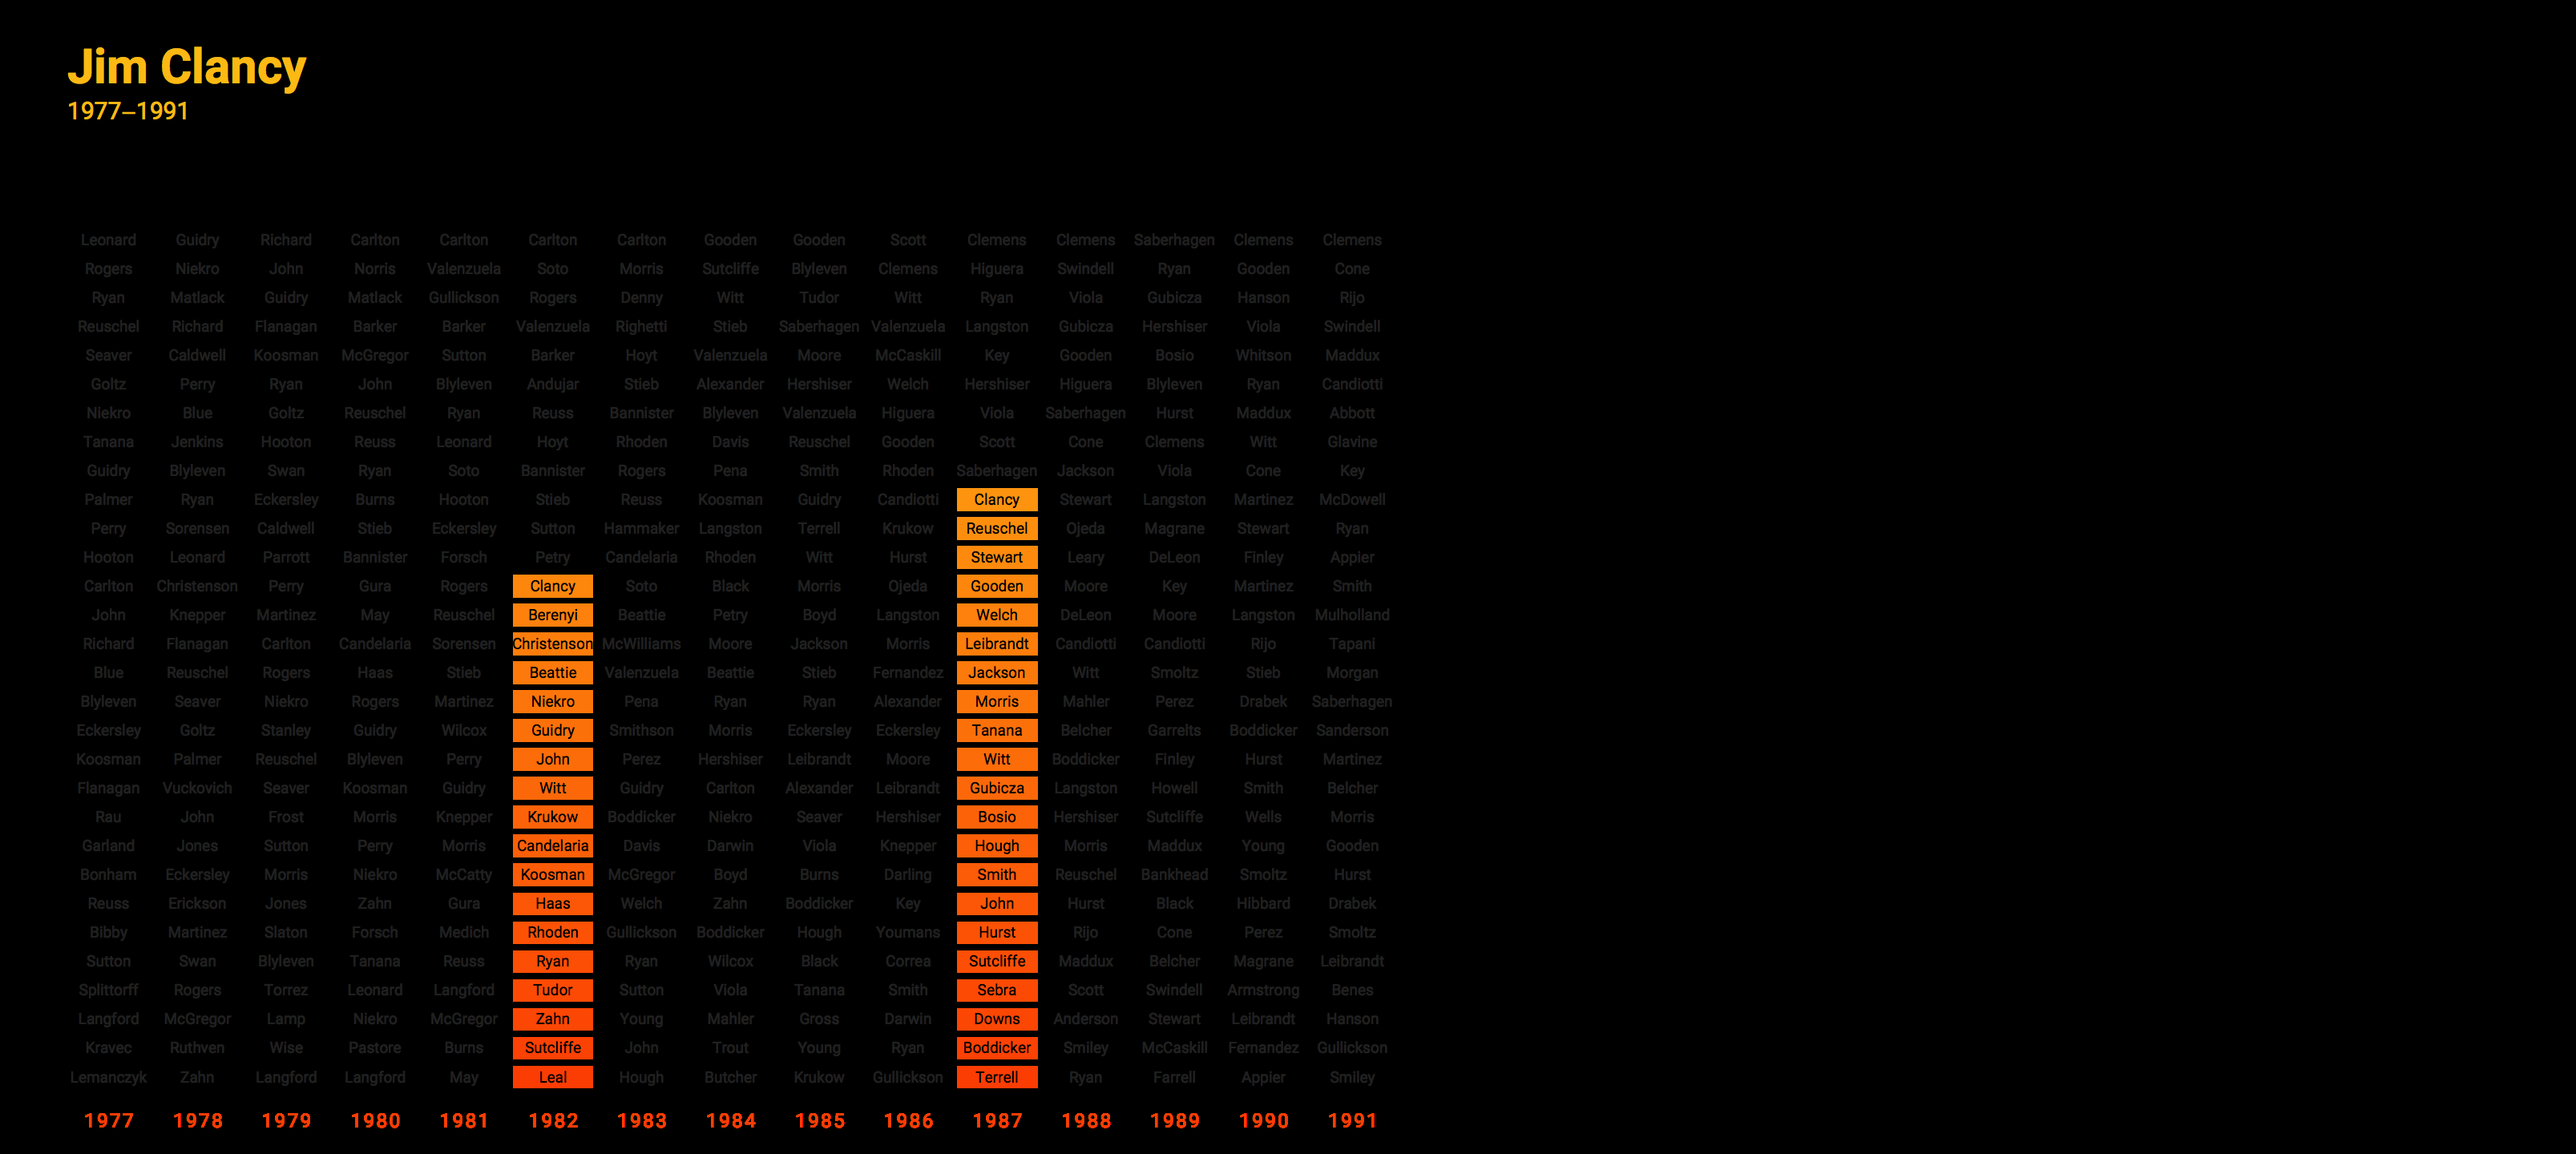 Jim Clancy
1977–1991
Leonard Guidry Richard Carlton Carlton Carlton Carlton Gooden Gooden Scott Clemens Clemens Saberhagen Clemens Clemens
Rogers Niekro John Norris Valenzuela Soto Morris Sutcliffe Blyleven Clemens Higuera Swindell Ryan Gooden Cone
Ryan Matlack Guidry Matlack Gullickson Rogers Denny Witt Tudor Witt Ryan Viola Gubicza Hanson Rijo
Reuschel Richard Flanagan Barker Barker Valenzuela Righetti Stieb Saberhagen Valenzuela Langston Gubicza Hershiser Viola Swindell
Seaver Caldwell Koosman McGregor Sutton Barker Hoyt Valenzuela Moore McCaskill Key Gooden Bosio Whitson Maddux
Goltz Perry Ryan John Blyleven Andujar Stieb Alexander Hershiser Welch Hershiser Higuera Blyleven Ryan Candiotti
Niekro Blue Goltz Reuschel Ryan Reuss Bannister Blyleven Valenzuela Higuera Viola Saberhagen Hurst Maddux Abbott
Tanana Jenkins Hooton Reuss Leonard Hoyt Rhoden Davis Reuschel Gooden Scott Cone Clemens Witt Glavine
Guidry Blyleven Swan Ryan Soto Bannister Rogers Pena Smith Rhoden Saberhagen Jackson Viola Cone Key
Palmer Ryan Eckersley Burns Hooton Stieb Reuss Koosman Guidry Candiotti Clancy Stewart Langston Martinez McDowell
Perry Sorensen Caldwell Stieb Eckersley Sutton Hammaker Langston Terrell Krukow Reuschel Ojeda Magrane Stewart Ryan
Hooton Leonard Parrott Bannister Forsch Petry Candelaria Rhoden Witt Hurst Stewart Leary DeLeon Finley Appier
Carlton Christenson Perry Gura Rogers Clancy Soto Black Morris Ojeda Gooden Moore Key Martinez Smith
John Knepper Martinez May Reuschel Berenyi Beattie Petry Boyd Langston Welch DeLeon Moore Langston Mulholland
Richard Flanagan Carlton Candelaria Sorensen Christenson McWilliams Moore Jackson Morris Leibrandt Candiotti Candiotti Rijo Tapani
Blue Reuschel Rogers Haas Stieb Beattie Valenzuela Beattie Stieb Fernandez Jackson Witt Smoltz Stieb Morgan
Blyleven Seaver Niekro Rogers Martinez Niekro Pena Ryan Ryan Alexander Morris Mahler Perez Drabek Saberhagen
Eckersley Goltz Stanley Guidry Wilcox Guidry Smithson Morris Eckersley Eckersley Tanana Belcher Garrelts Boddicker Sanderson
Koosman Palmer Reuschel Blyleven Perry John Perez Hershiser Leibrandt Moore Witt Boddicker Finley Hurst Martinez
Flanagan Vuckovich Seaver Koosman Guidry Witt Guidry Carlton Alexander Leibrandt Gubicza Langston Howell Smith Belcher
Rau John Frost Morris Knepper Krukow Boddicker Niekro Seaver Hershiser Bosio Hershiser Sutcliffe Wells Morris
Garland Jones Sutton Perry Morris Candelaria Davis Darwin Viola Knepper Hough Morris Maddux Young Gooden
Bonham Eckersley Morris Niekro McCatty Koosman McGregor Boyd Burns Darling Smith Reuschel Bankhead Smoltz Hurst
Reuss Erickson Jones Zahn Gura Haas Welch Zahn Boddicker Key John Hurst Black Hibbard Drabek
Bibby Martinez Slaton Forsch Medich Rhoden Gullickson Boddicker Hough Youmans Hurst Rijo Cone Perez Smoltz
Sutton Swan Blyleven Tanana Reuss Ryan Ryan Wilcox Black Correa Sutcliffe Maddux Belcher Magrane Leibrandt
Splittorff Rogers Torrez Leonard Langford Tudor Sutton Viola Tanana Smith Sebra Scott Swindell Armstrong Benes
Langford McGregor Lamp Niekro McGregor Zahn Young Mahler Gross Darwin Downs Anderson Stewart Leibrandt Hanson
Kravec Ruthven Wise Pastore Burns Sutcliffe John Trout Young Ryan Boddicker Smiley McCaskill Fernandez Gullickson
Lemanczyk Zahn Langford Langford May Leal Hough Butcher Krukow Gullickson Terrell Ryan Farrell Appier Smiley
1977 1978 1979 1980 1981 1982 1983 1984 1985 1986 1987 1988 1989 1990 1991